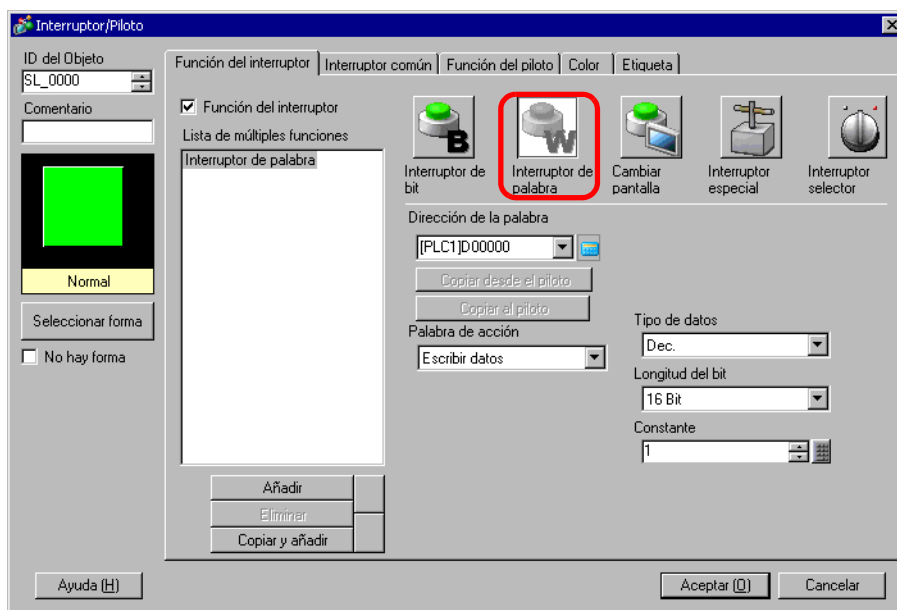 Interruptor/Piloto
ID del Objeto
SL_0000
Comentario
Normal
Seleccionar forma
No hay forma
Función del interruptor
Interruptor común
Función del piloto
Color
Etiqueta
Función del interruptor
Lista de múltiples funciones
Interruptor de palabra
Añadir
Eliminar
Copiar y añadir
B
Interruptor de
bit
W
Interruptor de
palabra
Cambiar
pantalla
Interruptor
especial
Interruptor
selector
Dirección de la palabra
[PLC1]D00000
Copiar desde el piloto
Copiar al piloto
Palabra de acción
Escribir datos
Tipo de datos
Dec.
Longitud del bit
16 Bit
Constante
1
Ayuda (H)
Aceptar (O)
Cancelar